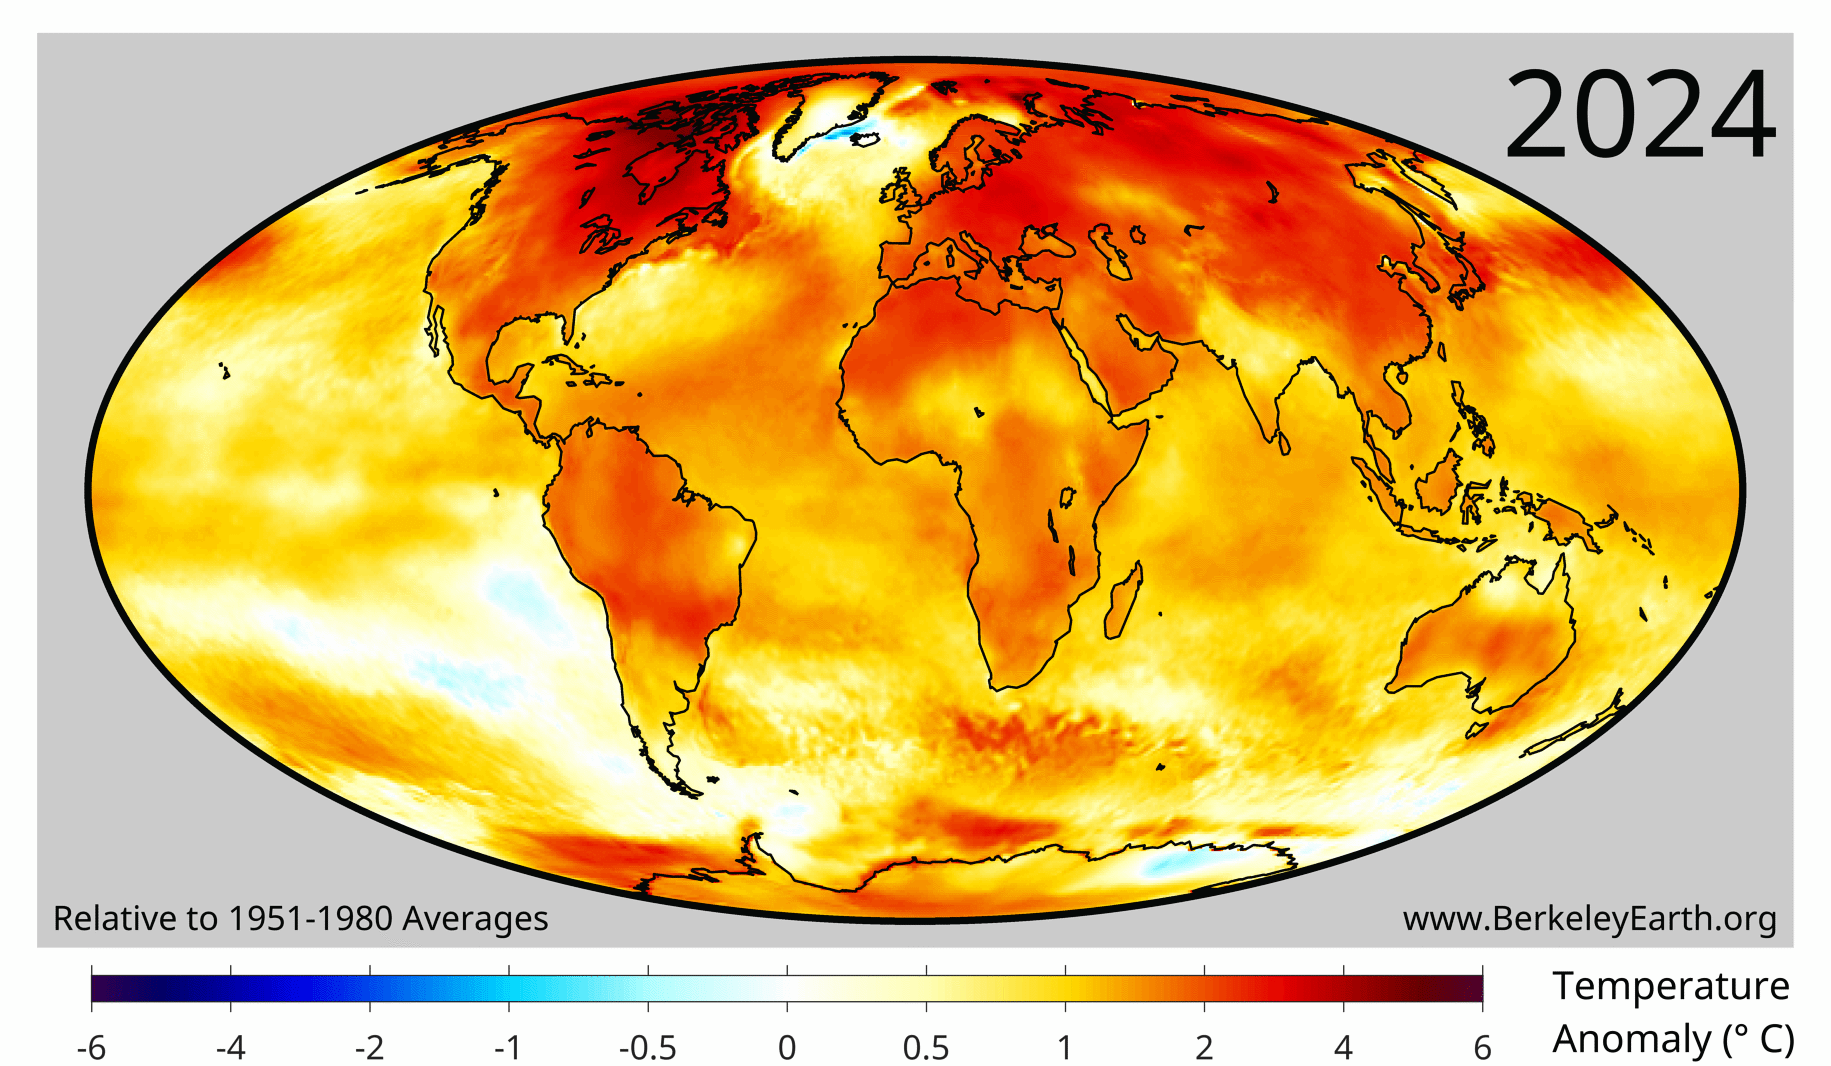 2024
Relative to 1951-1980 Averages
www.BerkeleyEarth.org
-6 -4 -2 -1 -0.5 0 0.5 1 2 4 6
Temperature
Anomaly (° C)